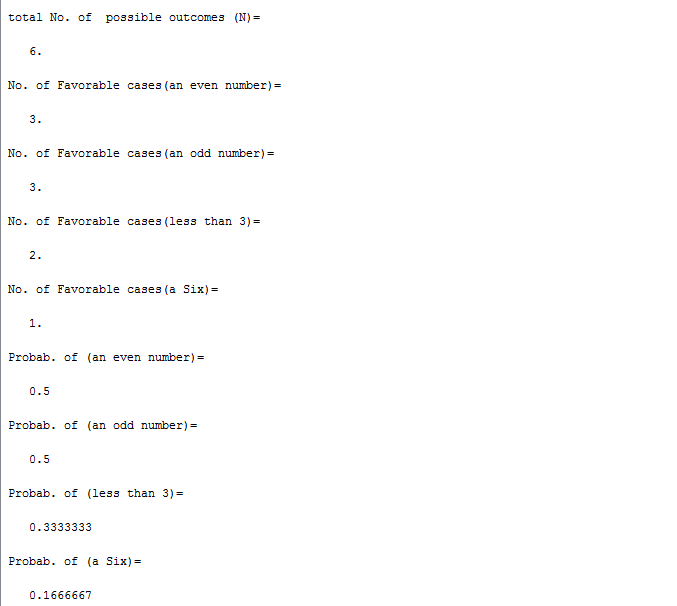 total No. of  possible outcomes (N)=
6.
No. of Favorable cases(an even number)=
3.
No. of Favorable cases(an odd number)=
3.
No. of Favorable cases(less than 3)=
2.
No. of Favorable cases(a Six)=
1.
Probab. of (an even number)=
0.5
Probab. of (an odd number)=
0.5
Probab. of (less than 3)=
0.3333333
Probab. of (a Six)=
0.1666667